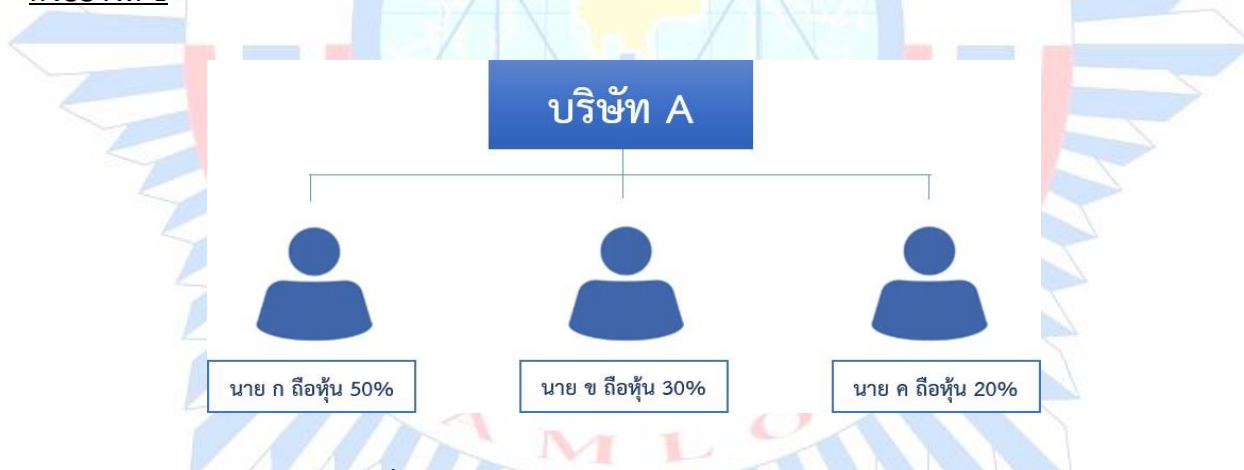 บริษัท A
นาย ก ถือหุ้น 50%
นาย ข ถือหุ้น 30%
นาย ค ถือหุ้น 20%
A M L O